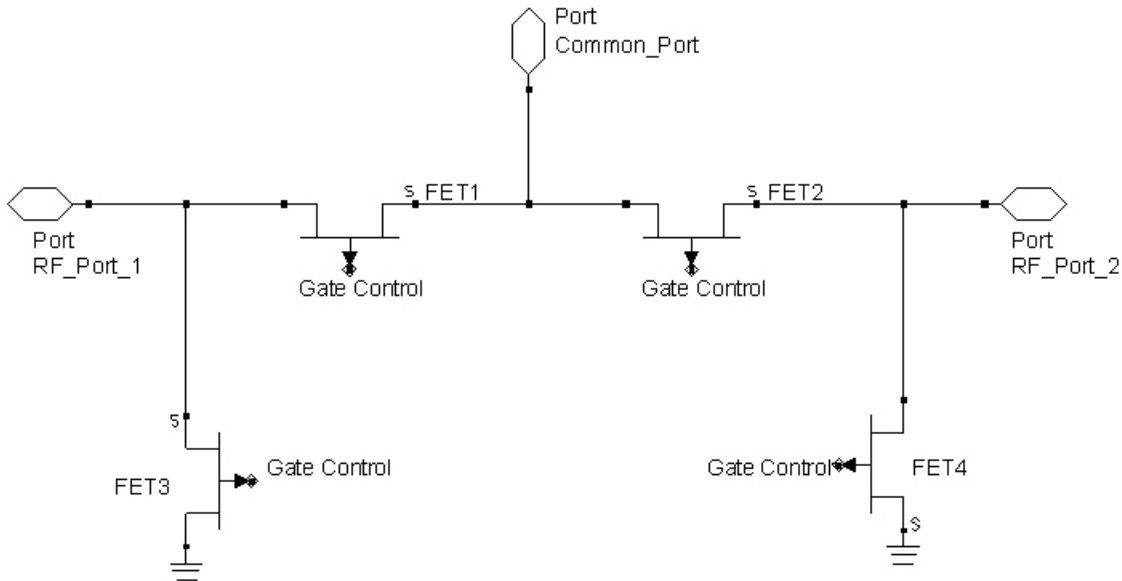 Port
Common_Port
S FET1
S FET2
Port
RF_Port_1
Port
RF_Port_2
Gate Control
Gate Control
S
Gate Control
FET3
Gate Control
FET4
S